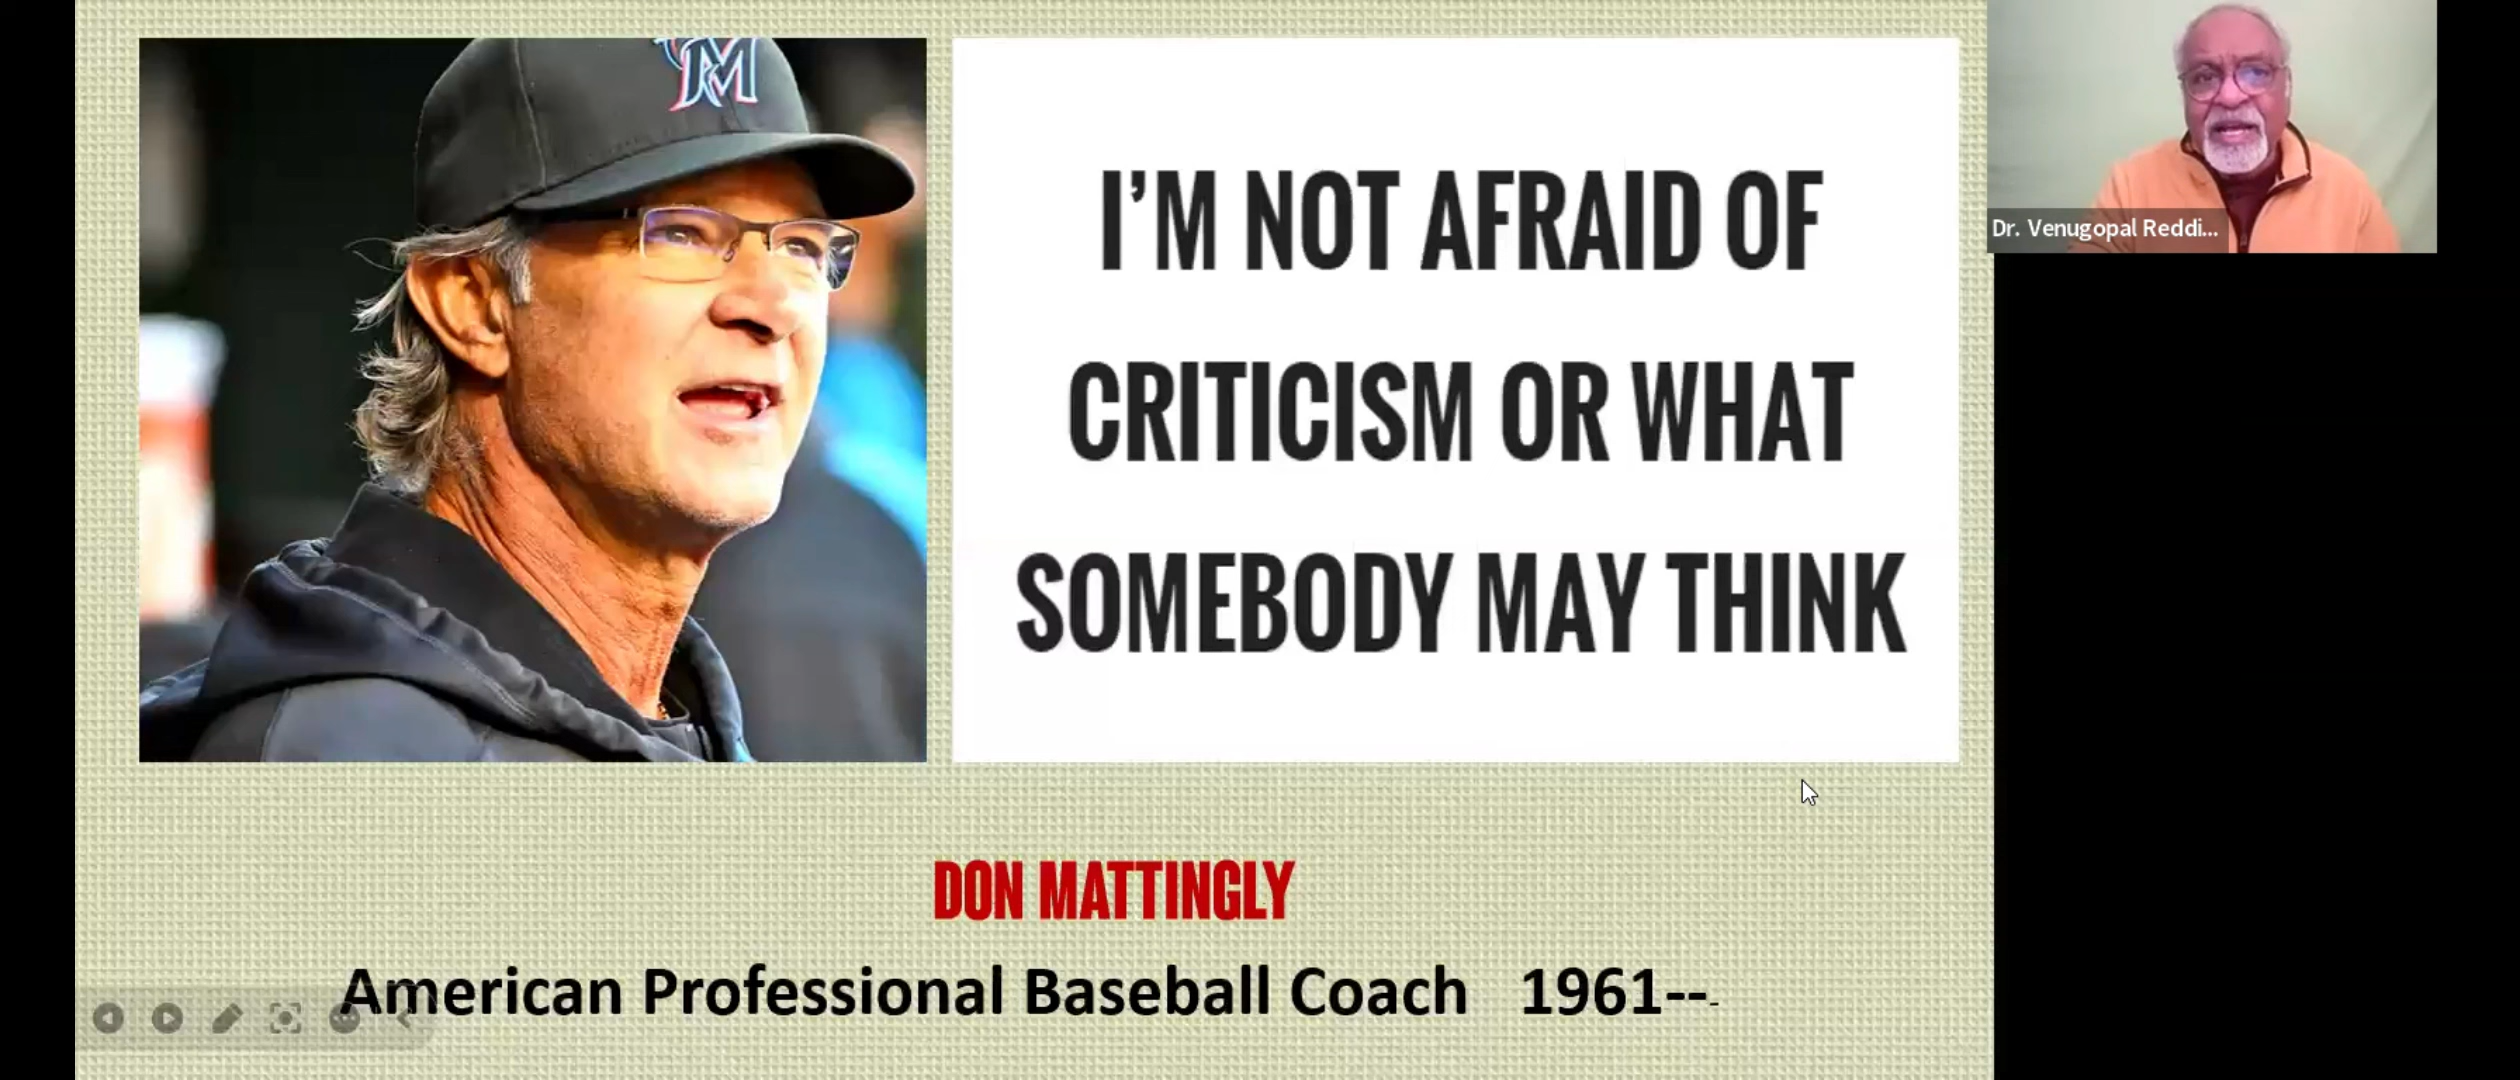 I'M NOT AFRAID OF
CRITICISM OR WHAT
SOMEBODY MAY THINK
Dr. Venugopal Reddi...
DON MATTINGLY
American Professional Baseball Coach 1961---
M